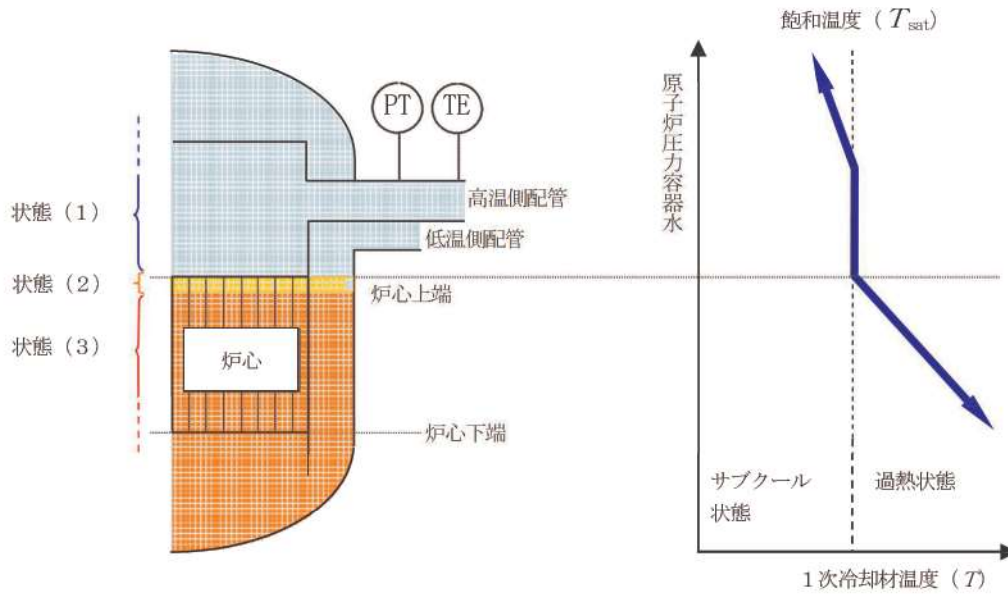 飽和温度（Tsat）
原子炉圧力容器水
PT
TE
高温側配管
低温側配管
状態（1）
状態（2）
炉心上端
状態（3）
炉心
炉心下端
サブクール
状態
過熱状態
1次冷却材温度（T）